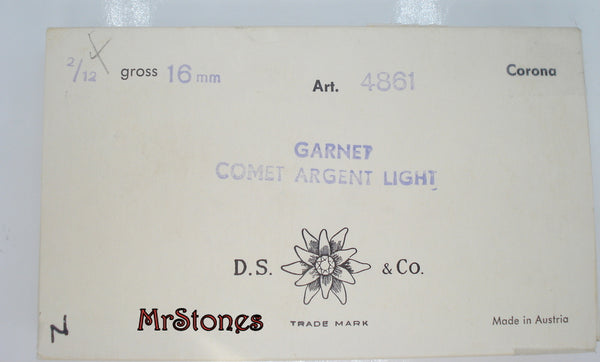 2/12 gross 16 mm Art. 4861 Corona
GARNET
COMET ARGENT LIGHT
D.S. & Co.
TRADE MARK
MrStones
Made in Austria
N